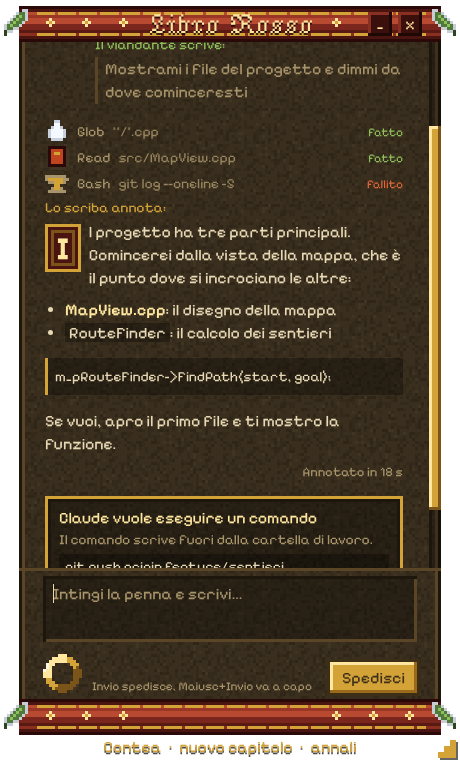 Libro Rosso
Il viandante scrive:
Mostrami i file del progetto e dimmi da
dove cominceresti
Glob **/*.cpp Fatto
Read src/MapView.cpp Fatto
Bash git log --oneline -5 Fallito
Lo scriba annota:
I l progetto ha tre parti principali.
Comincerei dalla vista della mappa, che è
il punto dove si incrociano le altre:
• MapView.cpp: il disegno della mappa
• RouteFinder : il calcolo dei sentieri
m_pRouteFinder->FindPath(start, goal);
Se vuoi, apro il primo file e ti mostro la
funzione.
Annotato in 18 s
Claude vuole eseguire un comando
Il comando scrive fuori dalla cartella di lavoro.
git push origin feature/sentieri
Intingi la penna e scrivi...
Invio spedisce. Maiusc+Invio va a capo
Spedisci
Contea · nuovo capitolo · annali